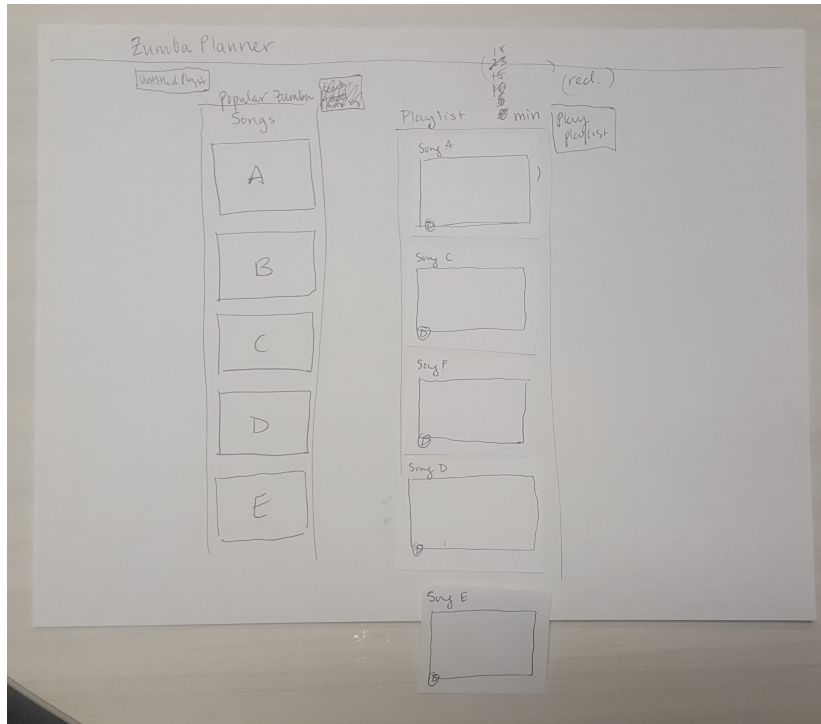 Zumba Planner
Untitled Playlist
Popular Zumba
Songs
A
B
C
D
E
Playlist
min
(red.)
Play
playlist
Song A
Song C
Song F
Song D
Song E